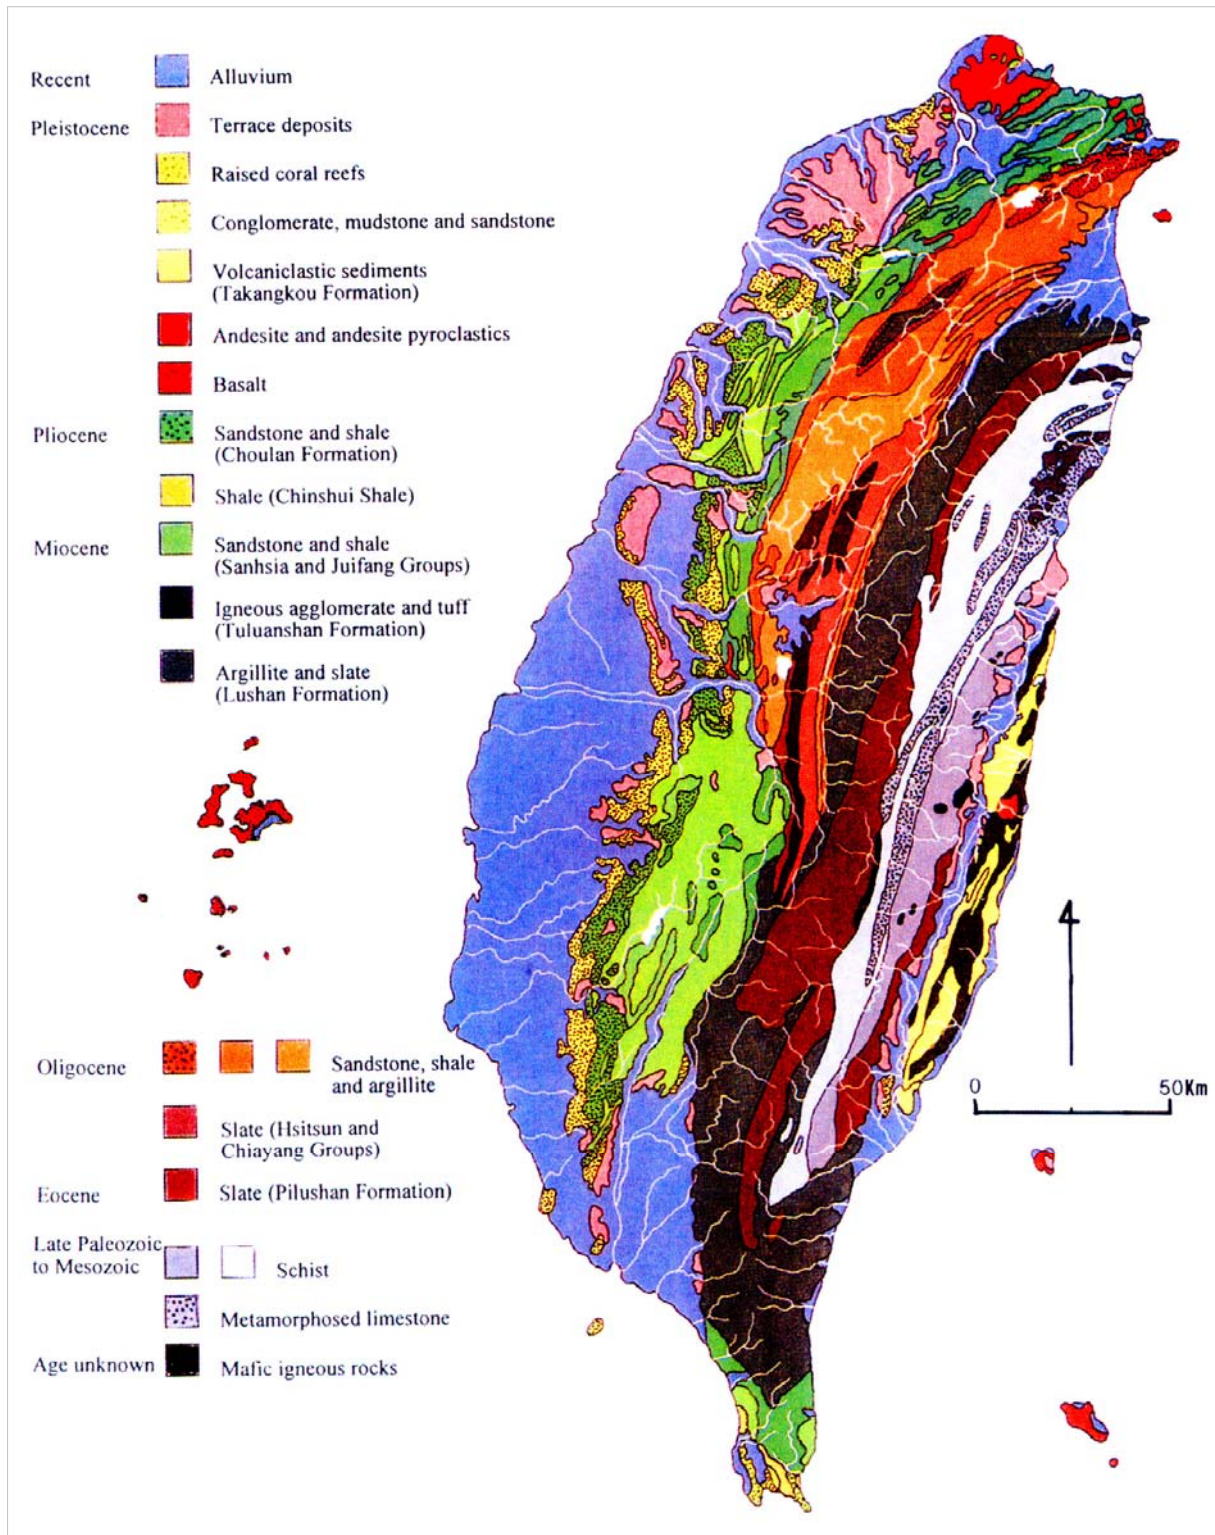 Recent Alluvium
Pleistocene Terrace deposits
Raised coral reefs
Conglomerate, mudstone and sandstone
Volcaniclastic sediments
(Takangkou Formation)
Andesite and andesite pyroclastics
Basalt
Pliocene Sandstone and shale
(Choulan Formation)
Shale (Chinshui Shale)
Miocene Sandstone and shale
(Sanhsia and Juifang Groups)
Igneous agglomerate and tuff
(Tuluanshan Formation)
Argillite and slate
(Lushan Formation)
Oligocene Sandstone, shale
and argillite
Slate (Hsitsun and
Chiayang Groups)
Eocene Slate (Pilushan Formation)
Late Paleozoic
to Mesozoic Schist
Metamorphosed limestone
Age unknown Mafic igneous rocks
0 50Km